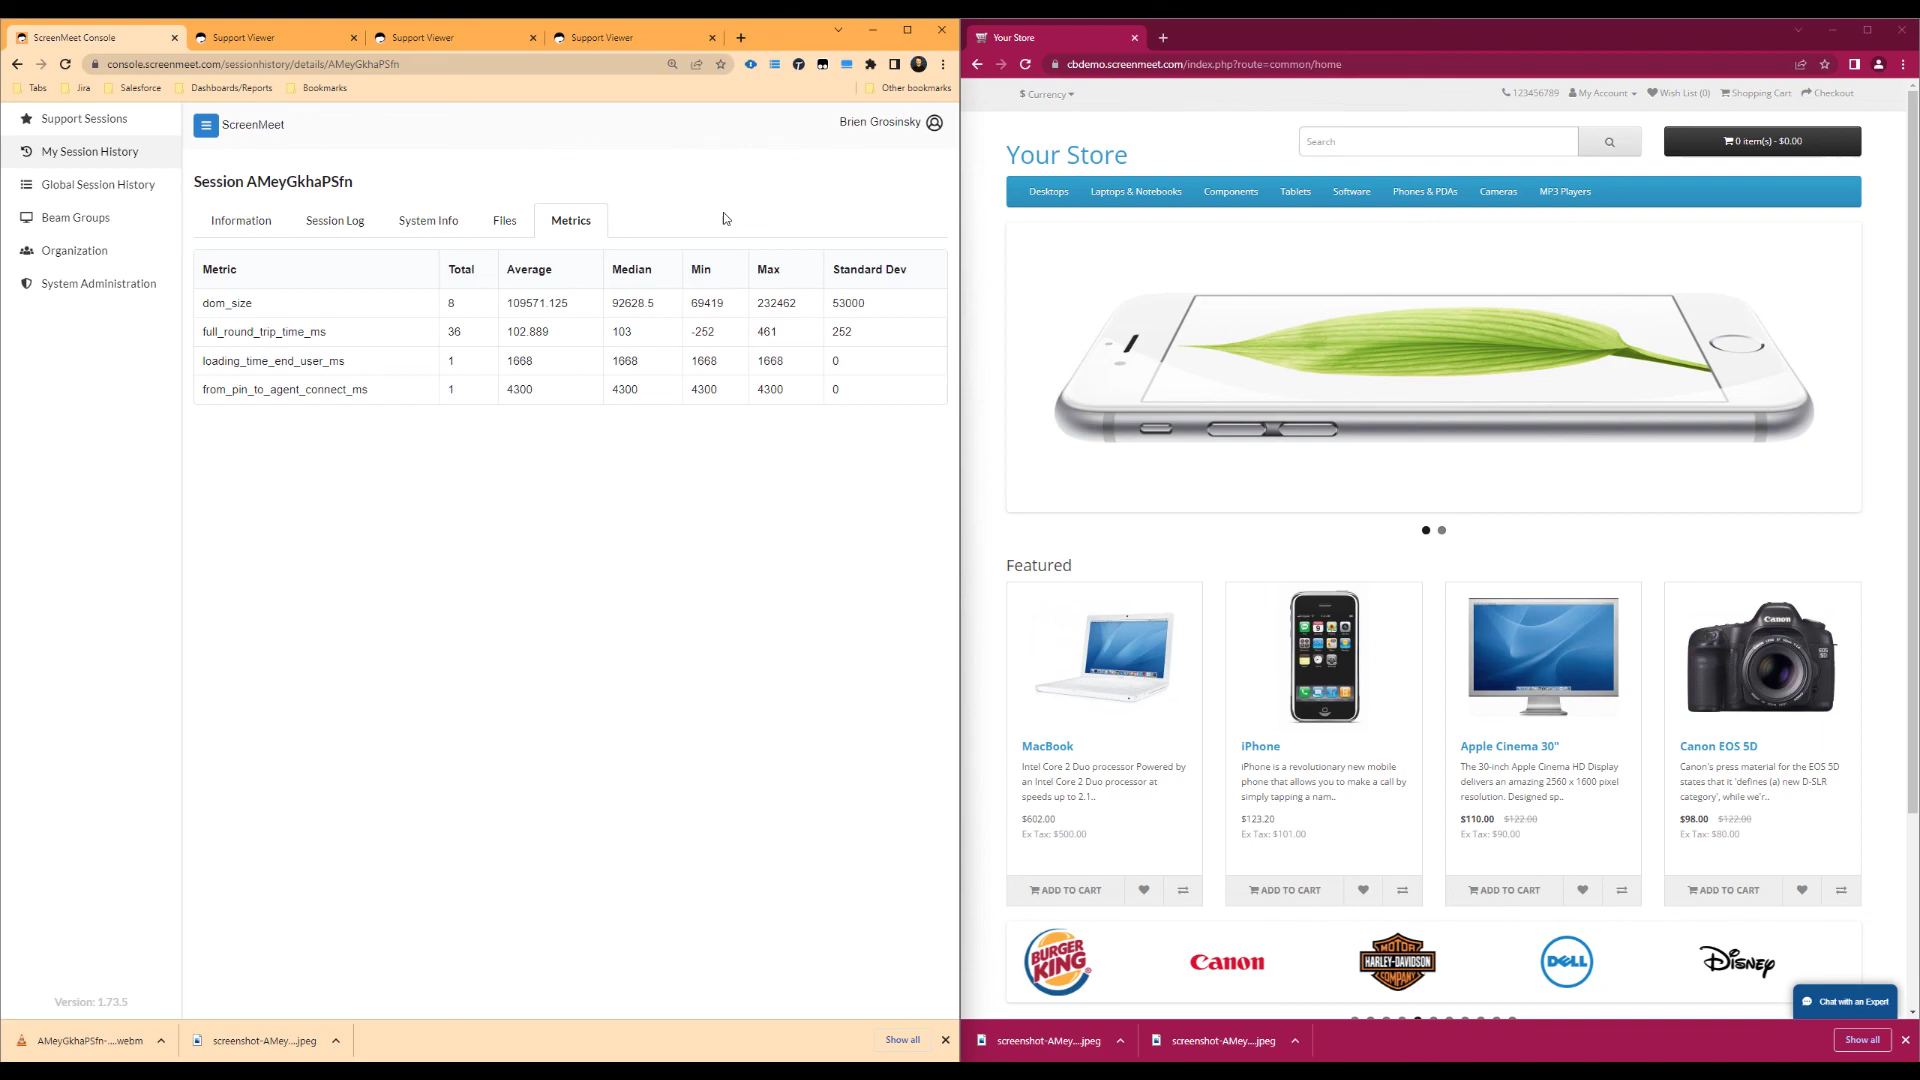 ScreenMeet Console
Support Viewer
Support Viewer
Support Viewer
console.screenmeet.com/sessionhistory/details/AMeyGkhaPSfn
Tabs
Jira
Salesforce
Dashboards/Reports
Bookmarks
Other bookmarks
Support Sessions
My Session History
Global Session History
Beam Groups
Organization
System Administration
Version: 1.73.5
ScreenMeet
Brien Grosinsky
Session AMeyGkhaPSfn
Information
Session Log
System Info
Files
Metrics
Metric Total Average Median Min Max Standard Dev
dom_size 8 109571.125 92628.5 69419 232462 53000
full_round_trip_time_ms 36 102.889 103 -252 461 252
loading_time_end_user_ms 1 1668 1668 1668 1668 0
from_pin_to_agent_connect_ms 1 4300 4300 4300 4300 0
AMeyGkhaPSfn-....webm
screenshot-AMey....jpeg
Show all
Your Store
cbdemo.screenmeet.com/index.php?route=common/home
$ Currency
123456789
My Account
Wish List (0)
Shopping Cart
Checkout
Your Store
Search
0 item(s) - $0.00
Desktops
Laptops & Notebooks
Components
Tablets
Software
Phones & PDAs
Cameras
MP3 Players
Featured
MacBook
Intel Core 2 Duo processor Powered by
an Intel Core 2 Duo processor at
speeds up to 2.1..
$602.00
Ex Tax: $500.00
ADD TO CART
iPhone
iPhone is a revolutionary new mobile
phone that allows you to make a call by
simply tapping a nam..
$123.20
Ex Tax: $101.00
ADD TO CART
Apple Cinema 30"
The 30-inch Apple Cinema HD Display
delivers an amazing 2560 x 1600 pixel
resolution. Designed sp..
$110.00 $122.00
Ex Tax: $90.00
ADD TO CART
Canon
Canon EOS 5D
Canon's press material for the EOS 5D
states that it 'defines (a) new D-SLR
category', while we'r..
$98.00 $122.00
Ex Tax: $80.00
ADD TO CART
BURGER
KING
Canon
MOTOR
HARLEY-DAVIDSON
COMPANY
DELL
Disney
Chat with an Expert
screenshot-AMey....jpeg
screenshot-AMey....jpeg
Show all